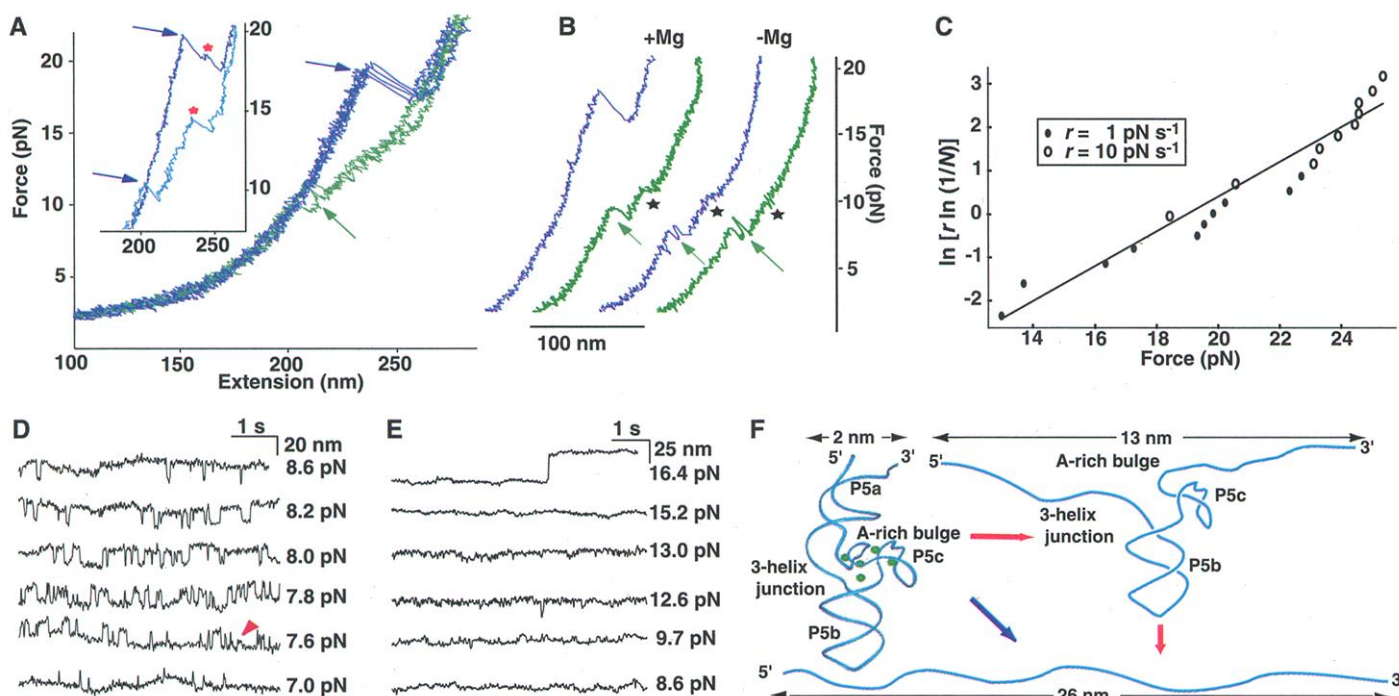 A
Force (pN)
20
15
10
5
100
150
200
250
Extension (nm)
20
15
10
200
250
B
+Mg
-Mg
20
15
10
5
Force (pN)
100 nm
C
ln [r ln (1/N)]
3
2
1
0
-1
-2
r = 1 pN s-1
r = 10 pN s-1
14
16
18
20
22
24
Force (pN)
D
1 s
20 nm
8.6 pN
8.2 pN
8.0 pN
7.8 pN
7.6 pN
7.0 pN
E
1 s
25 nm
16.4 pN
15.2 pN
13.0 pN
12.6 pN
9.7 pN
8.6 pN
F
2 nm
13 nm
5'
3'
5'
3'
P5a
A-rich bulge
P5c
3-helix
junction
P5b
A-rich bulge
P5c
3-helix
junction
P5b
5'
26 nm